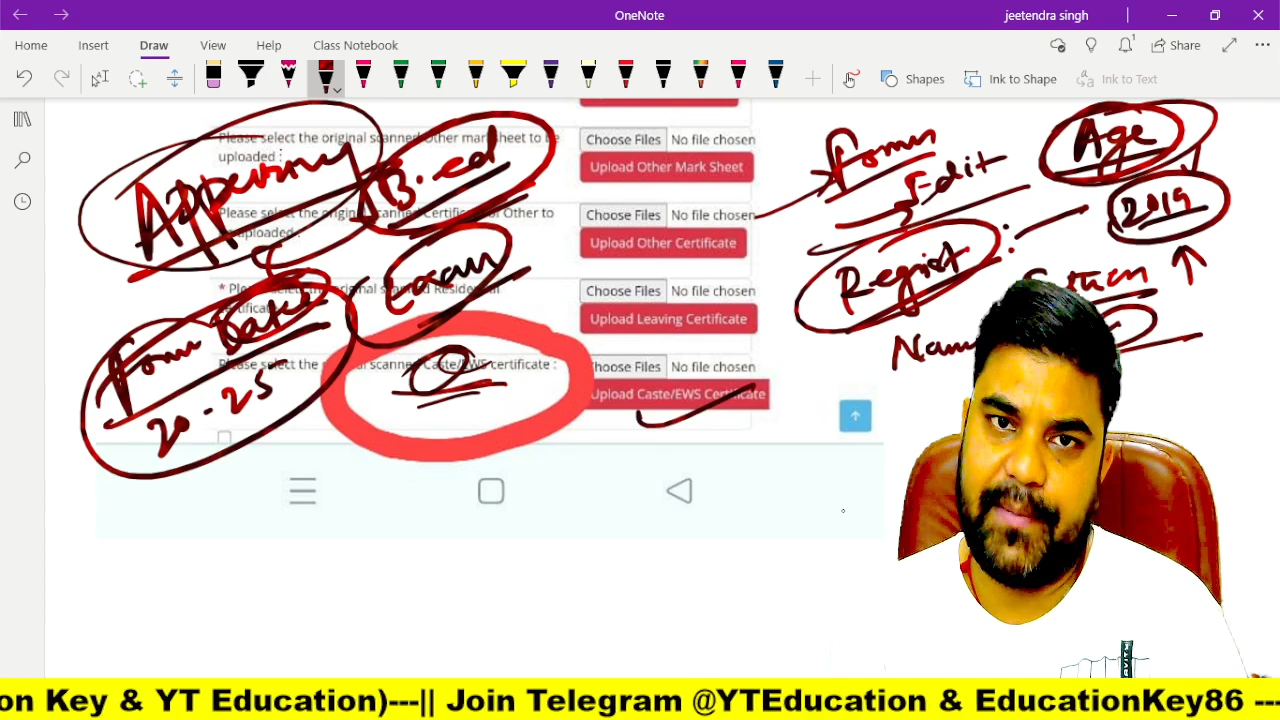 OneNote
jeetendra singh
Home Insert Draw View Help Class Notebook
Share
Shapes Ink to Shape Ink to Text
Please select the original scanned Other mark sheet to be
uploaded :
Choose Files No file chosen
Upload Other Mark Sheet
Please select the original scanned Certificate of Other to
be uploaded :
Choose Files No file chosen
Upload Other Certificate
* Please select the original scanned Residential
Certificate
Choose Files No file chosen
Upload Leaving Certificate
Please select the scanned Caste/EWS certificate :
Choose Files No file chosen
Upload Caste/EWS Certificate
Appearing
B.ed
Exam
Form Date
20-25
Form
Edit
Regist :
Age
2019
Name
on Key & YT Education)---|| Join Telegram @YTEducation & EducationKey86 --